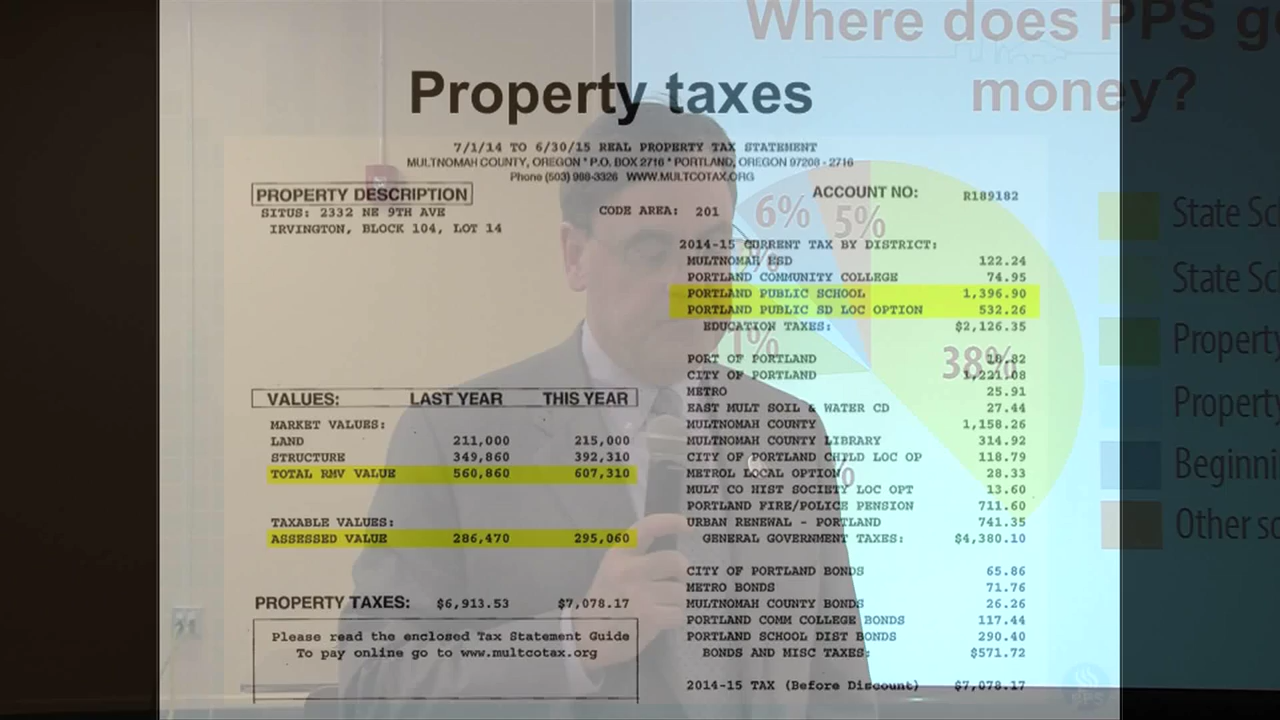 Where does PPS
money?
Property taxes
7/1/14 TO 6/30/15 REAL PROPERTY TAX STATEMENT
MULTNOMAH COUNTY, OREGON * P.O. BOX 2716 * PORTLAND, OREGON 97208 - 2716
Phone (503) 988-3326 WWW.MULTCOTAX.ORG
PROPERTY DESCRIPTION
SITUS: 2332 NE 9TH AVE
IRVINGTON, BLOCK 104, LOT 14
CODE AREA: 201
ACCOUNT NO: R189182
2014-15 CURRENT TAX BY DISTRICT:
MULTNOMAH ESD 122.24
PORTLAND COMMUNITY COLLEGE 74.95
PORTLAND PUBLIC SCHOOL 1,396.90
PORTLAND PUBLIC SD LOC OPTION 532.26
EDUCATION TAXES: $2,126.35
PORT OF PORTLAND 18.82
CITY OF PORTLAND 1,221.08
METRO 25.91
EAST MULT SOIL & WATER CD 27.44
MULTNOMAH COUNTY 1,158.26
MULTNOMAH COUNTY LIBRARY 314.92
CITY OF PORTLAND CHILD LOC OP 118.79
METROL LOCAL OPTION 28.33
MULT CO HIST SOCIETY LOC OPT 13.60
PORTLAND FIRE/POLICE PENSION 711.60
URBAN RENEWAL - PORTLAND 741.35
GENERAL GOVERNMENT TAXES: $4,380.10
CITY OF PORTLAND BONDS 65.86
METRO BONDS 71.76
MULTNOMAH COUNTY BONDS 26.26
PORTLAND COMM COLLEGE BONDS 117.44
PORTLAND SCHOOL DIST BONDS 290.40
BONDS AND MISC TAXES: $571.72
2014-15 TAX (Before Discount) $7,078.17
VALUES: LAST YEAR THIS YEAR
MARKET VALUES:
LAND 211,000 215,000
STRUCTURE 349,860 392,310
TOTAL RMV VALUE 560,860 607,310
TAXABLE VALUES:
ASSESSED VALUE 286,470 295,060
PROPERTY TAXES: $6,913.53 $7,078.17
Please read the enclosed Tax Statement Guide
To pay online go to www.multcotax.org
6%
5%
38%
State
State
Property
Property
Other